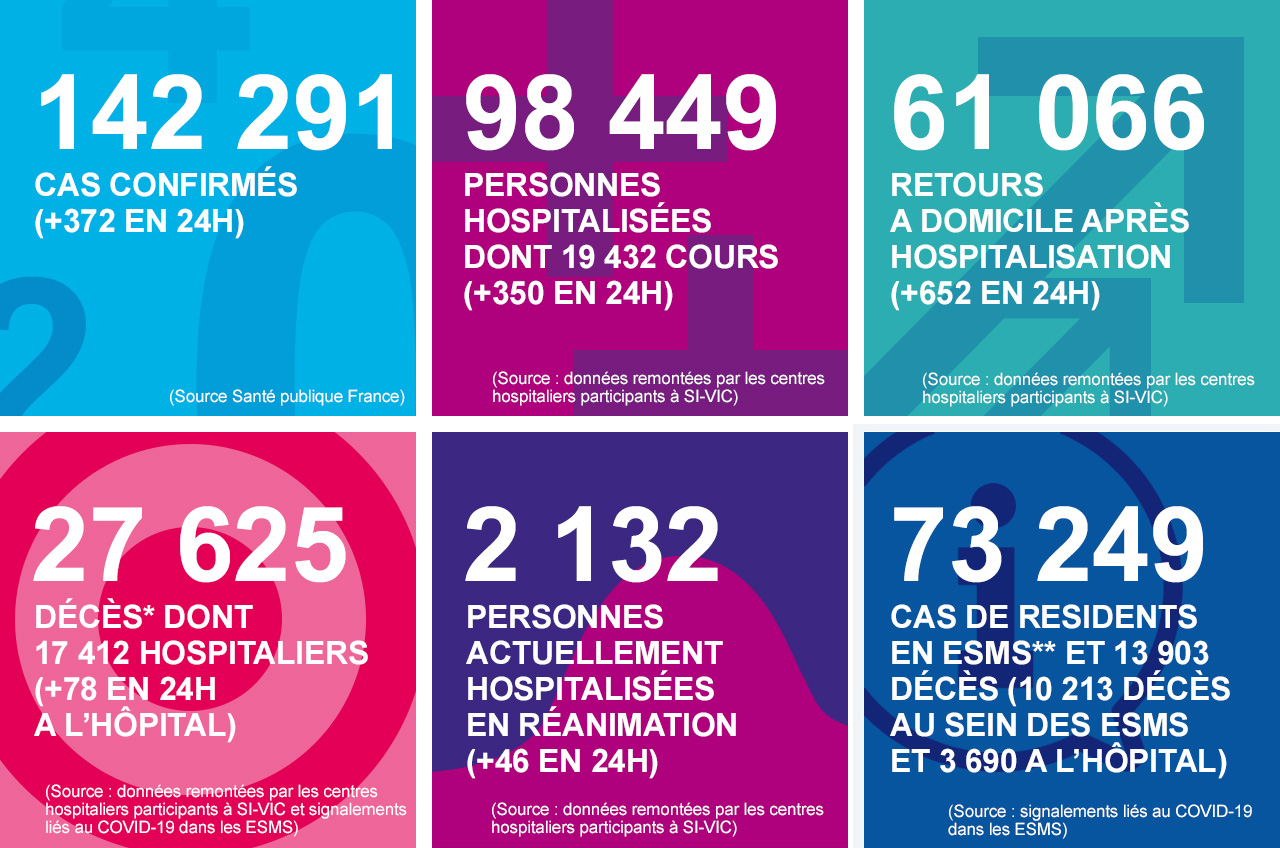 142 291
CAS CONFIRMÉS
(+372 EN 24H)
(Source Santé publique France)
98 449
PERSONNES
HOSPITALISÉES
DONT 19 432 COURS
(+350 EN 24H)
(Source : données remontées par les centres
hospitaliers participants à SI-VIC)
61 066
RETOURS
A DOMICILE APRÈS
HOSPITALISATION
(+652 EN 24H)
(Source : données remontées par les centres
hospitaliers participants à SI-VIC)
27 625
DÉCÈS* DONT
17 412 HOSPITALIERS
(+78 EN 24H
A L’HÔPITAL)
(Source : données remontées par les centres
hospitaliers participants à SI-VIC et signalements
liés au COVID-19 dans les ESMS)
2 132
PERSONNES
ACTUELLEMENT
HOSPITALISÉES
EN RÉANIMATION
(+46 EN 24H)
(Source : données remontées par les centres
hospitaliers participants à SI-VIC)
73 249
CAS DE RESIDENTS
EN ESMS** ET 13 903
DÉCÈS (10 213 DÉCÈS
AU SEIN DES ESMS
ET 3 690 A L’HÔPITAL)
(Source : signalements liés au COVID-19
dans les ESMS)